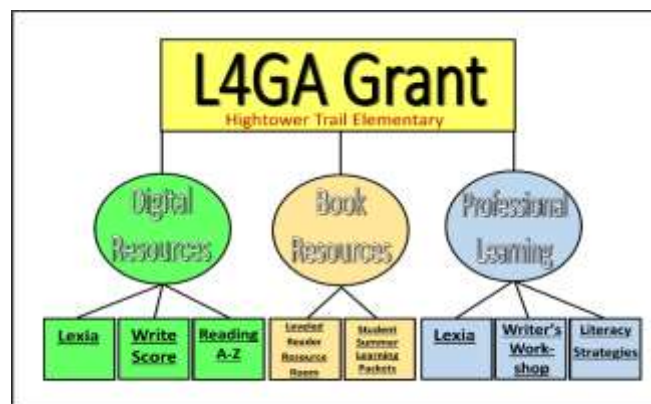 L4GA Grant
Hightower Trail Elementary
Digital
Resources
Book
Resources
Professional
Learning
Lexia
Write
Score
Reading
A-Z
Leveled
Reader
Resource
Room
Student
Summer
Learning
Packets
Lexia
Writer's
Work-
shop
Literacy
Strategies